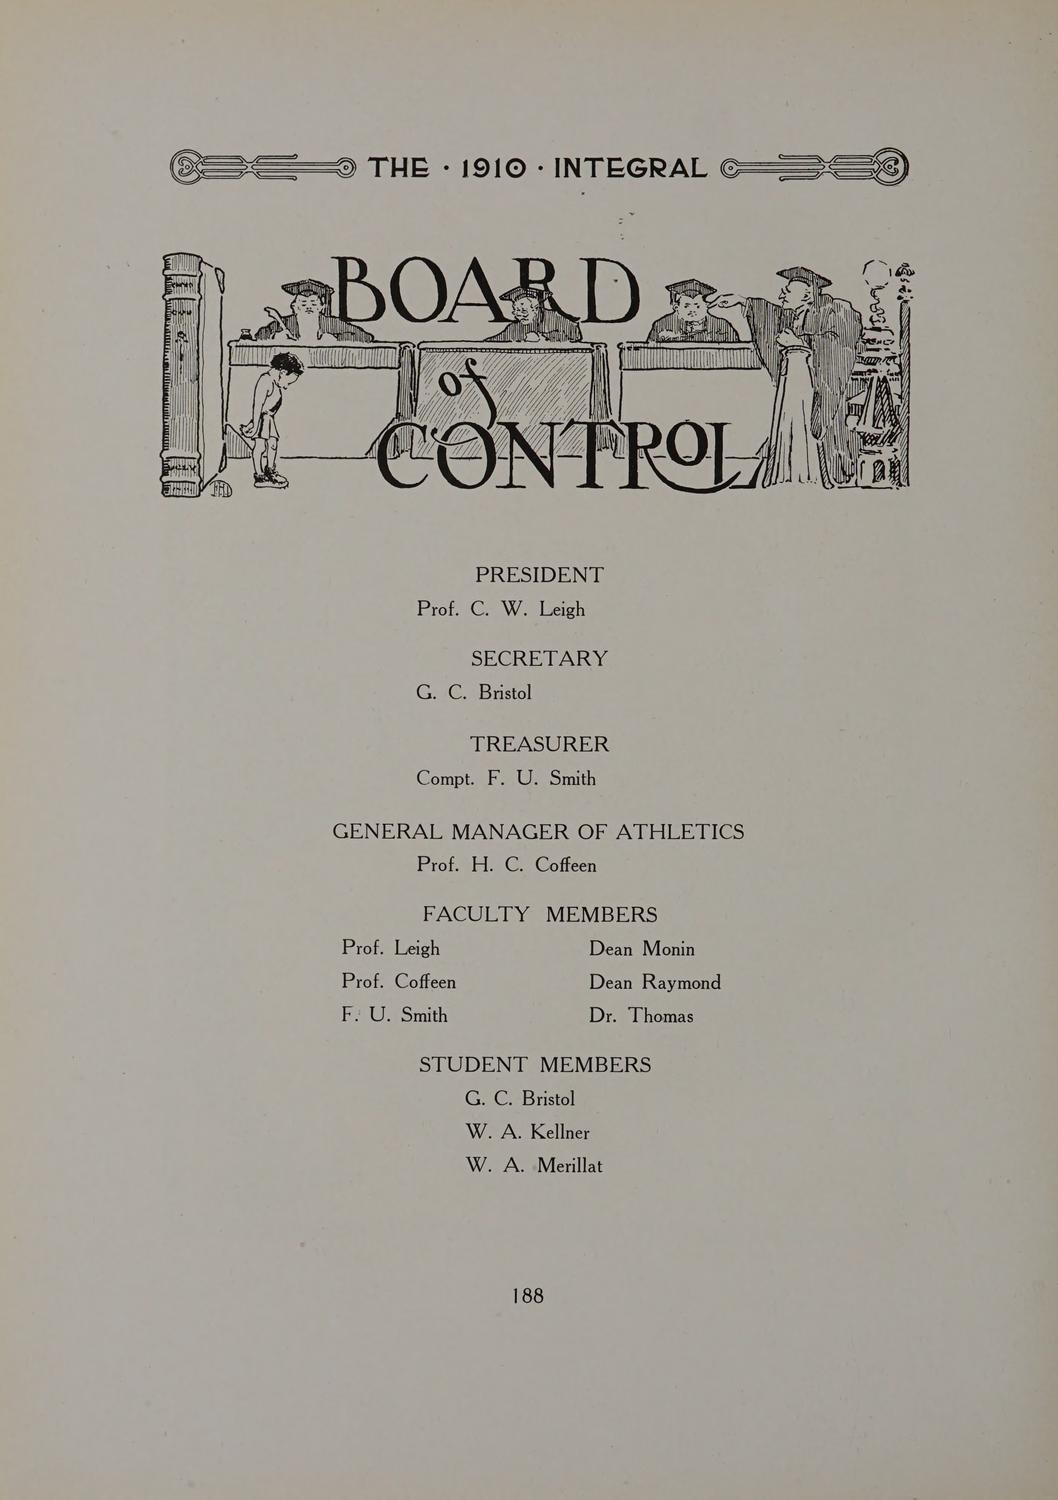 THE · 1910 · INTEGRAL
BOARD
of
CONTROL
PRESIDENT
Prof. C. W. Leigh
SECRETARY
G. C. Bristol
TREASURER
Compt. F. U. Smith
GENERAL MANAGER OF ATHLETICS
Prof. H. C. Coffeen
FACULTY MEMBERS
Prof. Leigh Dean Monin
Prof. Coffeen Dean Raymond
F. U. Smith Dr. Thomas
STUDENT MEMBERS
G. C. Bristol
W. A. Kellner
W. A. Merillat
188